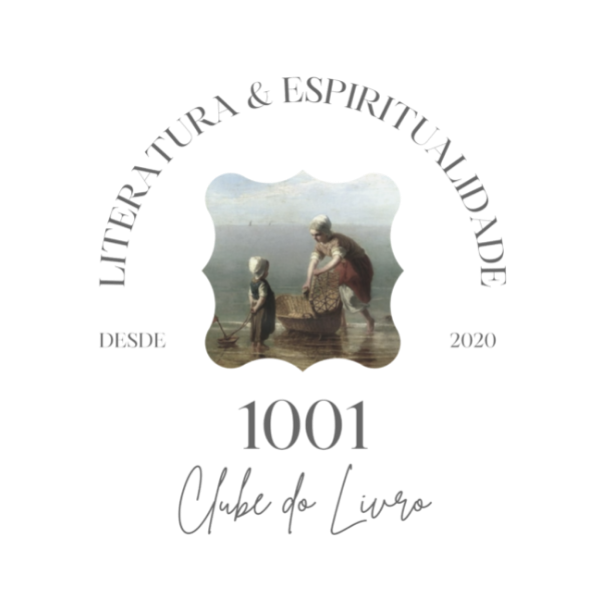 LITERATURA & ESPIRITUALIDADE
DESDE 2020
1001
Clube do Livro